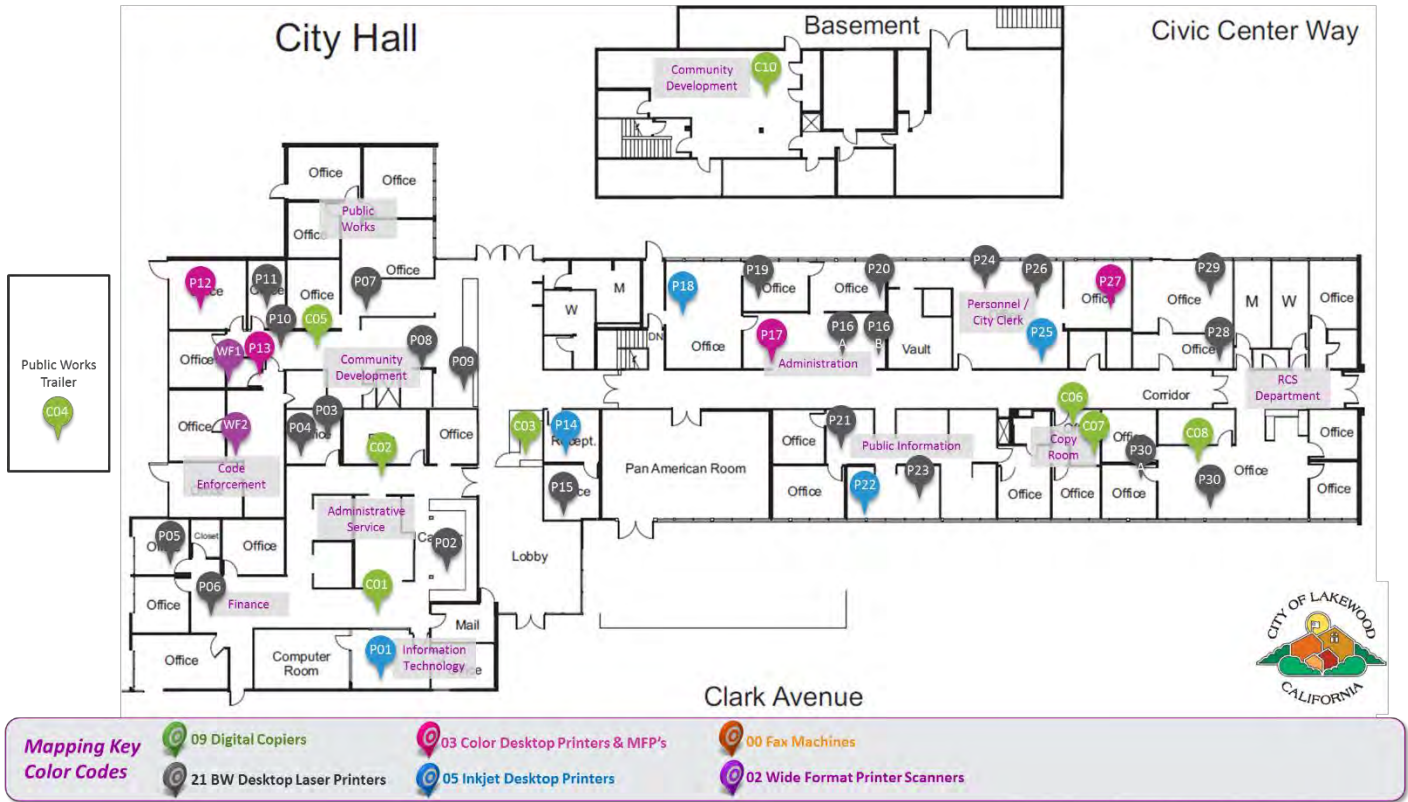 City Hall
Basement
Civic Center Way
Community
Development
C10
Office
Office
Public
Works
Office
Office
P12
P11
P07
Office
P10
C05
WF1
P13
Office
Community
Development
P08
P09
Public Works
Trailer
C04
WF2
Office
P04
P03
C02
Office
Code
Enforcement
C03
P14
Recept.
P15
Administrative
Service
P05
Closet
Office
P02
P06
Office
Finance
C01
Lobby
Mail
Office
Computer
Room
P01
Information
Technology
M
W
DN
P18
Office
P19
Office
P20
Office
P17
P16
A
P16
B
Administration
Vault
P24
P26
Personnel /
City Clerk
P25
P27
Office
P29
Office
P28
Office
M
W
Office
Corridor
RCS
Department
Pan American Room
Office
Office
P21
Public Information
P22
P23
C06
C07
Copy
Room
Office
Office
Office
P30
A
Office
C08
P30
Office
Office
Office
CITY OF LAKEWOOD
CALIFORNIA
Clark Avenue
Mapping Key
Color Codes
09 Digital Copiers
03 Color Desktop Printers & MFP's
00 Fax Machines
21 BW Desktop Laser Printers
05 Inkjet Desktop Printers
02 Wide Format Printer Scanners